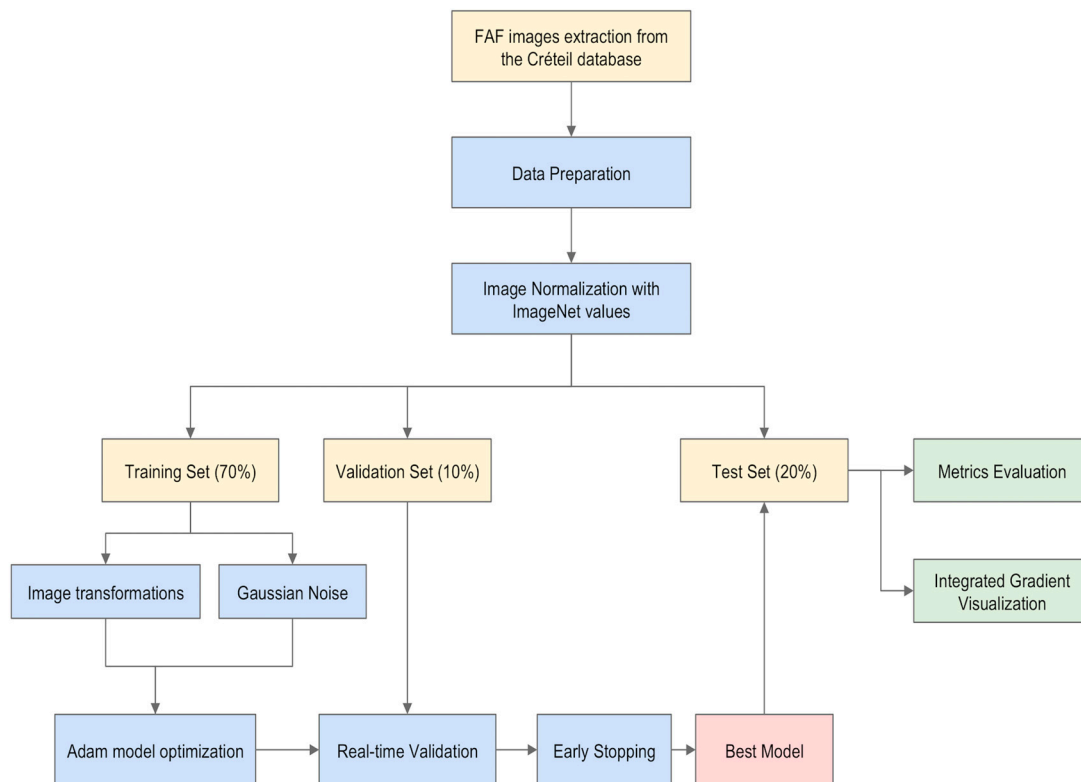 FAF images extraction from
the Créteil database
Data Preparation
Image Normalization with
ImageNet values
Training Set (70%)
Validation Set (10%)
Test Set (20%)
Metrics Evaluation
Image transformations
Gaussian Noise
Integrated Gradient
Visualization
Adam model optimization
Real-time Validation
Early Stopping
Best Model